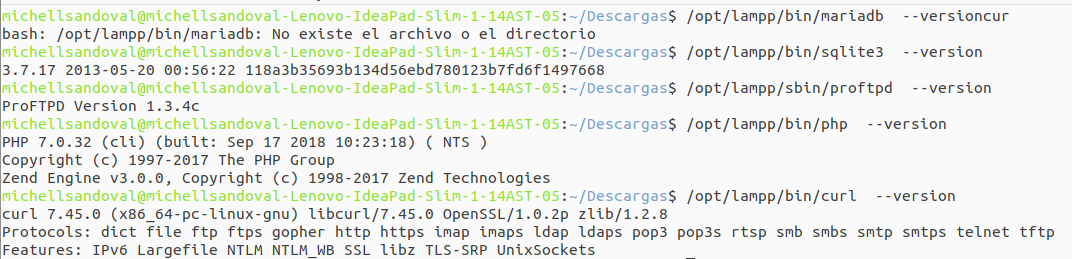 michellsandoval@michellsandoval-Lenovo-IdeaPad-Slim-1-14AST-05:~/Descargas$ /opt/lampp/bin/mariadb  --versioncur
bash: /opt/lampp/bin/mariadb: No existe el archivo o el directorio
michellsandoval@michellsandoval-Lenovo-IdeaPad-Slim-1-14AST-05:~/Descargas$ /opt/lampp/bin/sqlite3  --version
3.7.17 2013-05-20 00:56:22 118a3b35693b134d56ebd780123b7fd6f1497668
michellsandoval@michellsandoval-Lenovo-IdeaPad-Slim-1-14AST-05:~/Descargas$ /opt/lampp/sbin/proftpd  --version
ProFTPD Version 1.3.4c
michellsandoval@michellsandoval-Lenovo-IdeaPad-Slim-1-14AST-05:~/Descargas$ /opt/lampp/bin/php  --version
PHP 7.0.32 (cli) (built: Sep 17 2018 10:23:18) ( NTS )
Copyright (c) 1997-2017 The PHP Group
Zend Engine v3.0.0, Copyright (c) 1998-2017 Zend Technologies
michellsandoval@michellsandoval-Lenovo-IdeaPad-Slim-1-14AST-05:~/Descargas$ /opt/lampp/bin/curl  --version
curl 7.45.0 (x86_64-pc-linux-gnu) libcurl/7.45.0 OpenSSL/1.0.2p zlib/1.2.8
Protocols: dict file ftp ftps gopher http https imap imaps ldap ldaps pop3 pop3s rtsp smb smbs smtp smtps telnet tftp
Features: IPv6 Largefile NTLM NTLM_WB SSL libz TLS-SRP UnixSockets